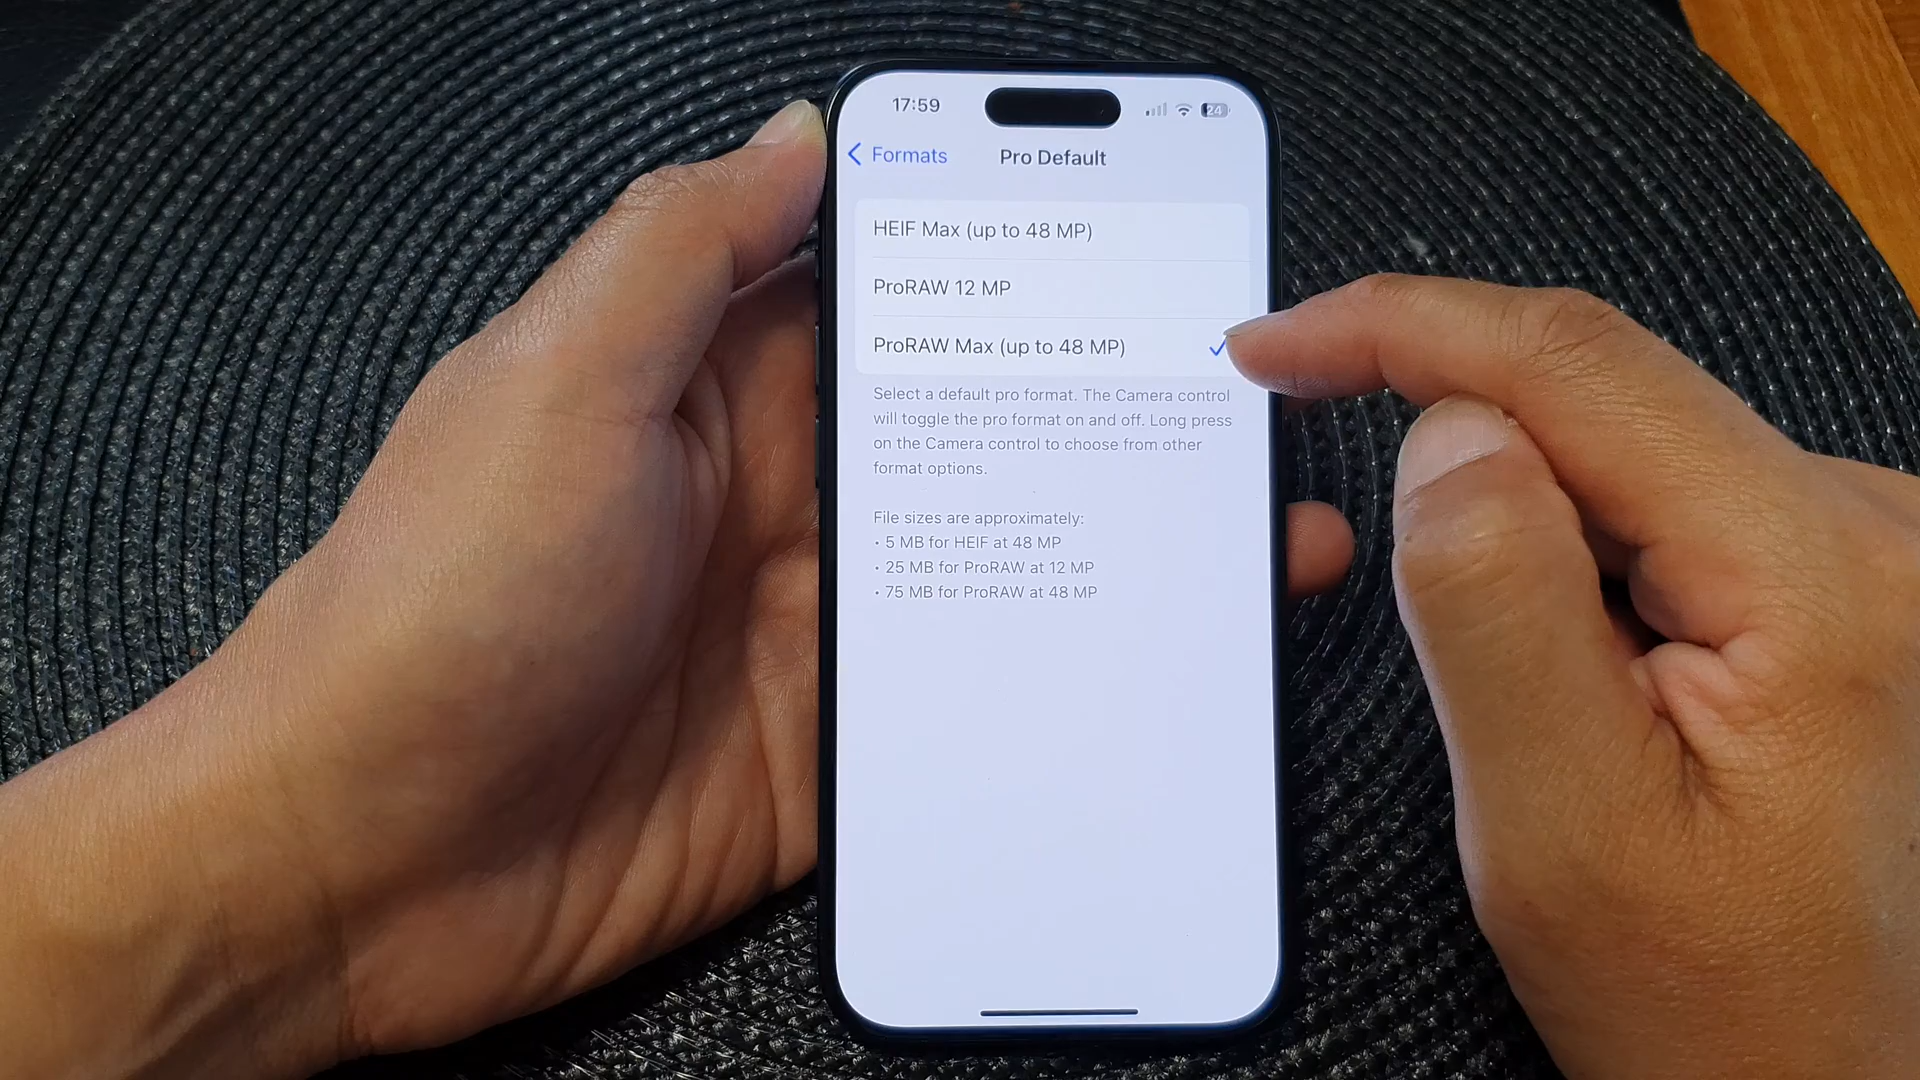 17:59
24
Formats
Pro Default
HEIF Max (up to 48 MP)
ProRAW 12 MP
ProRAW Max (up to 48 MP)
Select a default pro format. The Camera control
will toggle the pro format on and off. Long press
on the Camera control to choose from other
format options.
File sizes are approximately:
• 5 MB for HEIF at 48 MP
• 25 MB for ProRAW at 12 MP
• 75 MB for ProRAW at 48 MP